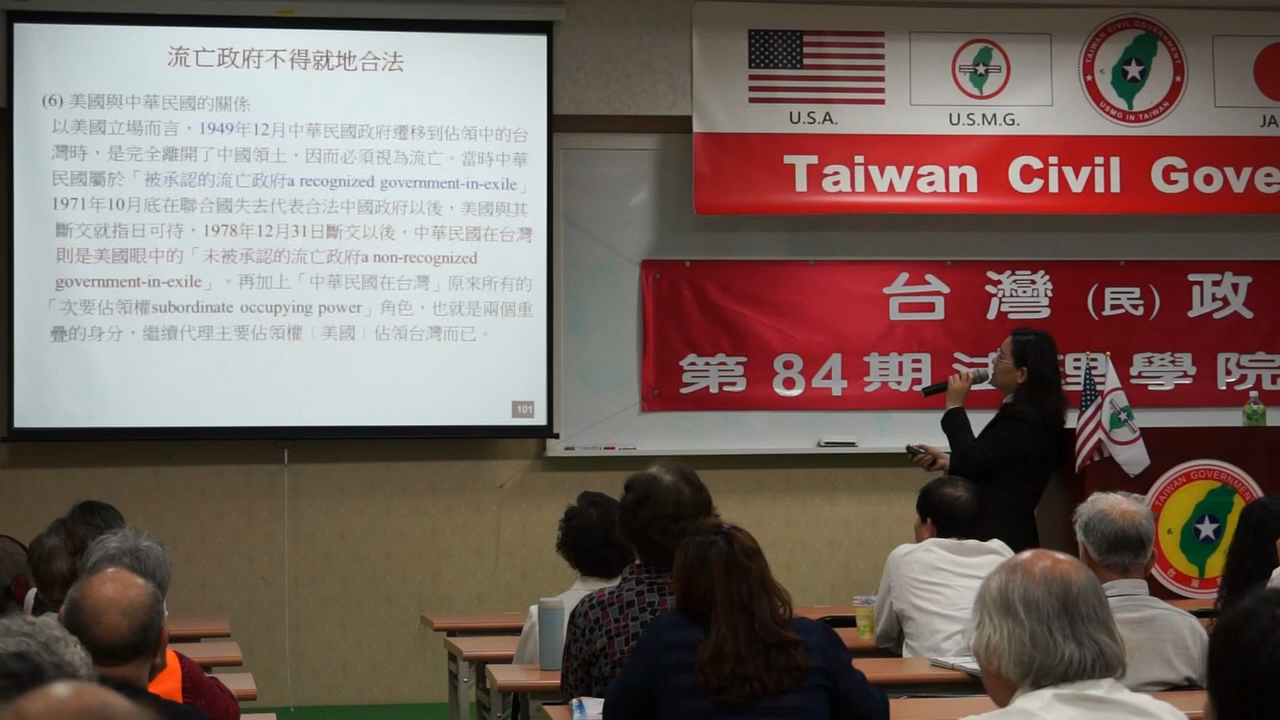 流亡政府不得就地合法
(6) 美國與中華民國的關係
以美國立場而言，1949年12月中華民國政府遷移到佔領中的台
灣時，是完全離開了中國領土，因而必須視為流亡。當時中華
民國屬於「被承認的流亡政府a recognized government-in-exile」
1971年10月底在聯合國失去代表合法中國政府以後，美國與其
斷交就指日可待，1978年12月31日斷交以後，中華民國在台灣
則是美國眼中的「未被承認的流亡政府a non-recognized
government-in-exile」。再加上「中華民國在台灣」原來所有的
「次要佔領權subordinate occupying power」角色，也就是兩個重
疊的身分，繼續代理主要佔領權（美國）佔領台灣而已。
101
U.S.A.
U.S.M.G.
TAIWAN CIVIL GOVERNMENT
USMG IN TAIWAN
JA
Taiwan Civil Gove
台灣(民)政
第84期法理學院
TAIWAN GOVERNMENT